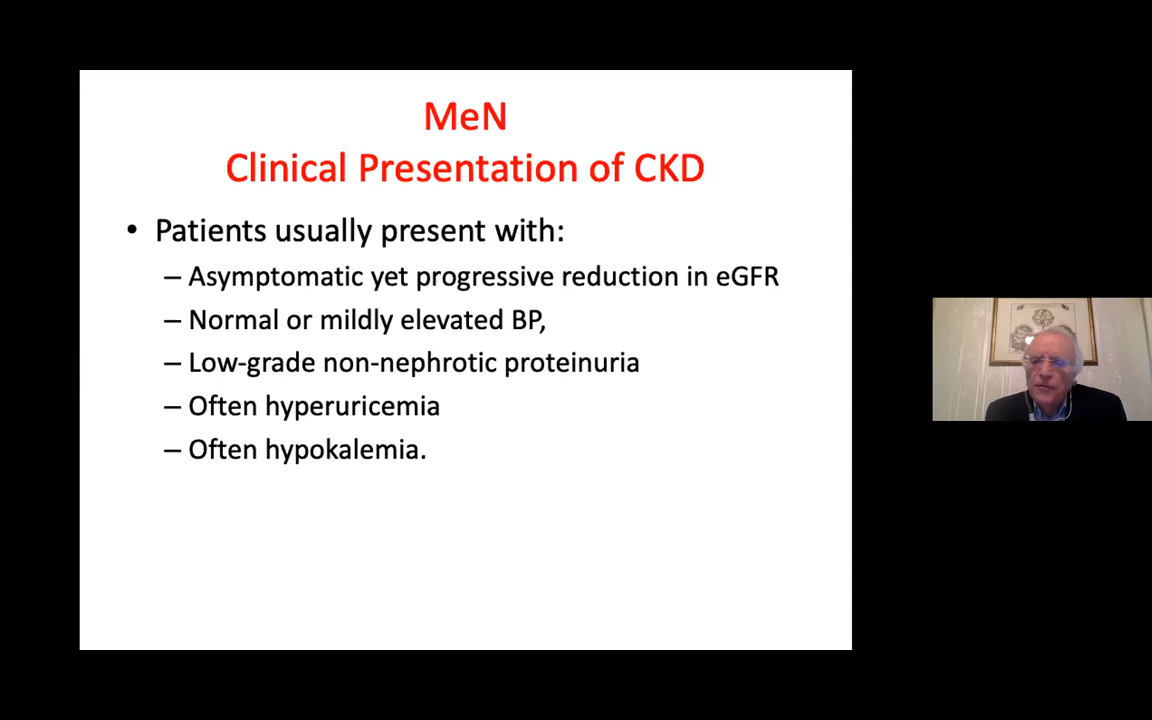 MeN
Clinical Presentation of CKD
• Patients usually present with:
– Asymptomatic yet progressive reduction in eGFR
– Normal or mildly elevated BP,
– Low-grade non-nephrotic proteinuria
– Often hyperuricemia
– Often hypokalemia.